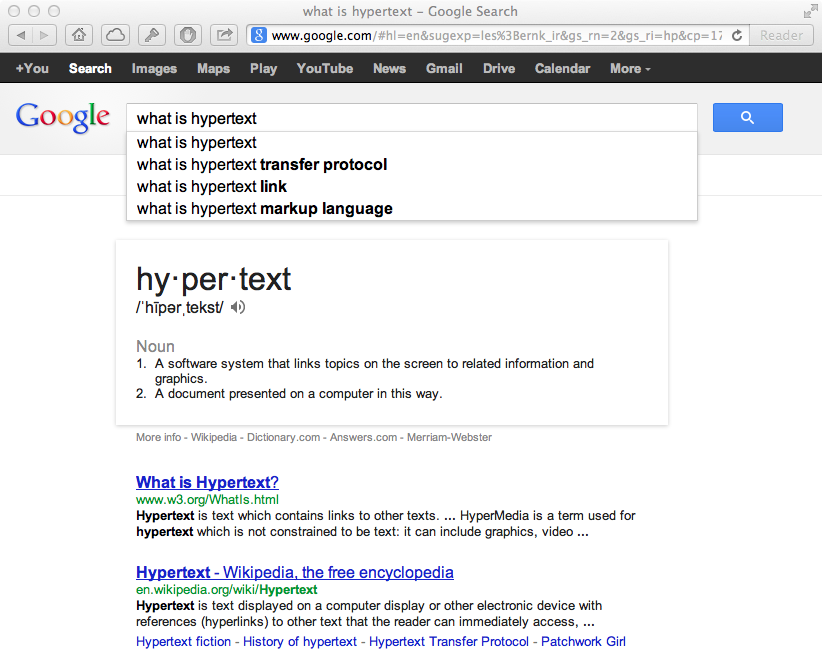 what is hypertext – Google Search
www.google.com/#hl=en&sugexp=les%3Bernk_ir&gs_rn=2&gs_ri=hp&cp=17 Reader
+You Search Images Maps Play YouTube News Gmail Drive Calendar More
Google what is hypertext
what is hypertext
what is hypertext transfer protocol
what is hypertext link
what is hypertext markup language
hy·per·text
/ˈhīpərˌtekst/
Noun
1. A software system that links topics on the screen to related information and
graphics.
2. A document presented on a computer in this way.
More info - Wikipedia - Dictionary.com - Answers.com - Merriam-Webster
What is Hypertext?
www.w3.org/WhatIs.html
Hypertext is text which contains links to other texts. ... HyperMedia is a term used for
hypertext which is not constrained to be text: it can include graphics, video ...
Hypertext - Wikipedia, the free encyclopedia
en.wikipedia.org/wiki/Hypertext
Hypertext is text displayed on a computer display or other electronic device with
references (hyperlinks) to other text that the reader can immediately access, ...
Hypertext fiction - History of hypertext - Hypertext Transfer Protocol - Patchwork Girl